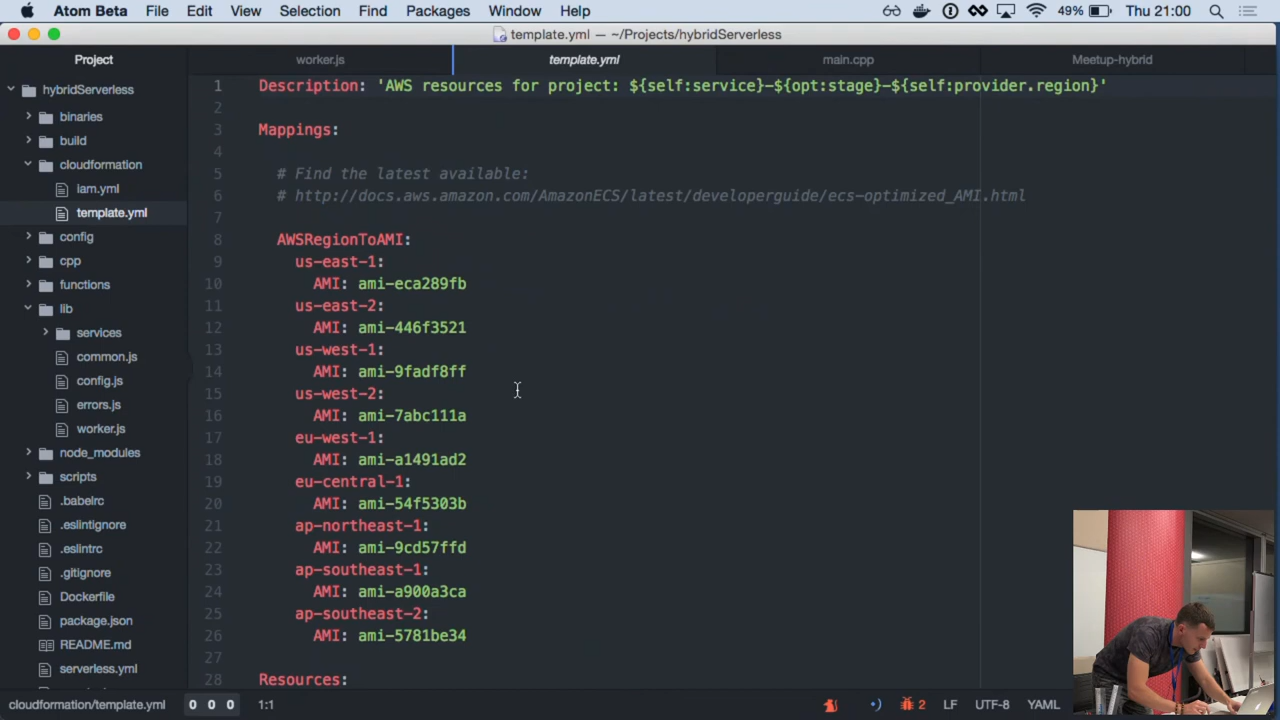 Atom Beta File Edit View Selection Find Packages Window Help 49% Thu 21:00
template.yml — ~/Projects/hybridServerless
Project
worker.js template.yml main.cpp Meetup-hybrid
hybridServerless
binaries
build
cloudformation
iam.yml
template.yml
config
cpp
functions
lib
services
common.js
config.js
errors.js
worker.js
node_modules
scripts
.babelrc
.eslintignore
.eslintrc
.gitignore
Dockerfile
package.json
README.md
serverless.yml
1 Description: 'AWS resources for project: ${self:service}-${opt:stage}-${self:provider.region}'
2
3 Mappings:
4
5 # Find the latest available:
6 # http://docs.aws.amazon.com/AmazonECS/latest/developerguide/ecs-optimized_AMI.html
7
8 AWSRegionToAMI:
9 us-east-1:
10 AMI: ami-eca289fb
11 us-east-2:
12 AMI: ami-446f3521
13 us-west-1:
14 AMI: ami-9fadf8ff
15 us-west-2:
16 AMI: ami-7abc111a
17 eu-west-1:
18 AMI: ami-a1491ad2
19 eu-central-1:
20 AMI: ami-54f5303b
21 ap-northeast-1:
22 AMI: ami-9cd57ffd
23 ap-southeast-1:
24 AMI: ami-a900a3ca
25 ap-southeast-2:
26 AMI: ami-5781be34
27
28 Resources:
cloudformation/template.yml 0 0 0 1:1 2 LF UTF-8 YAML